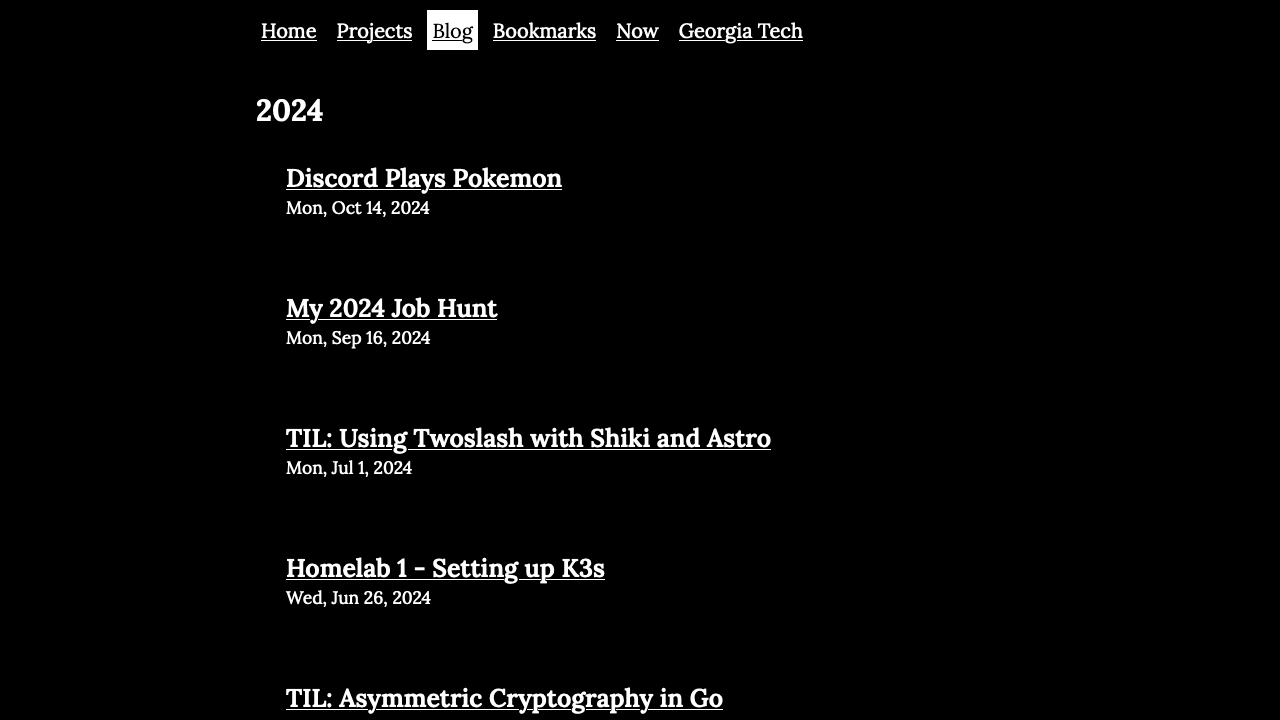 Home Projects Blog Bookmarks Now Georgia Tech
2024
Discord Plays Pokemon
Mon, Oct 14, 2024
My 2024 Job Hunt
Mon, Sep 16, 2024
TIL: Using Twoslash with Shiki and Astro
Mon, Jul 1, 2024
Homelab 1 - Setting up K3s
Wed, Jun 26, 2024
TIL: Asymmetric Cryptography in Go